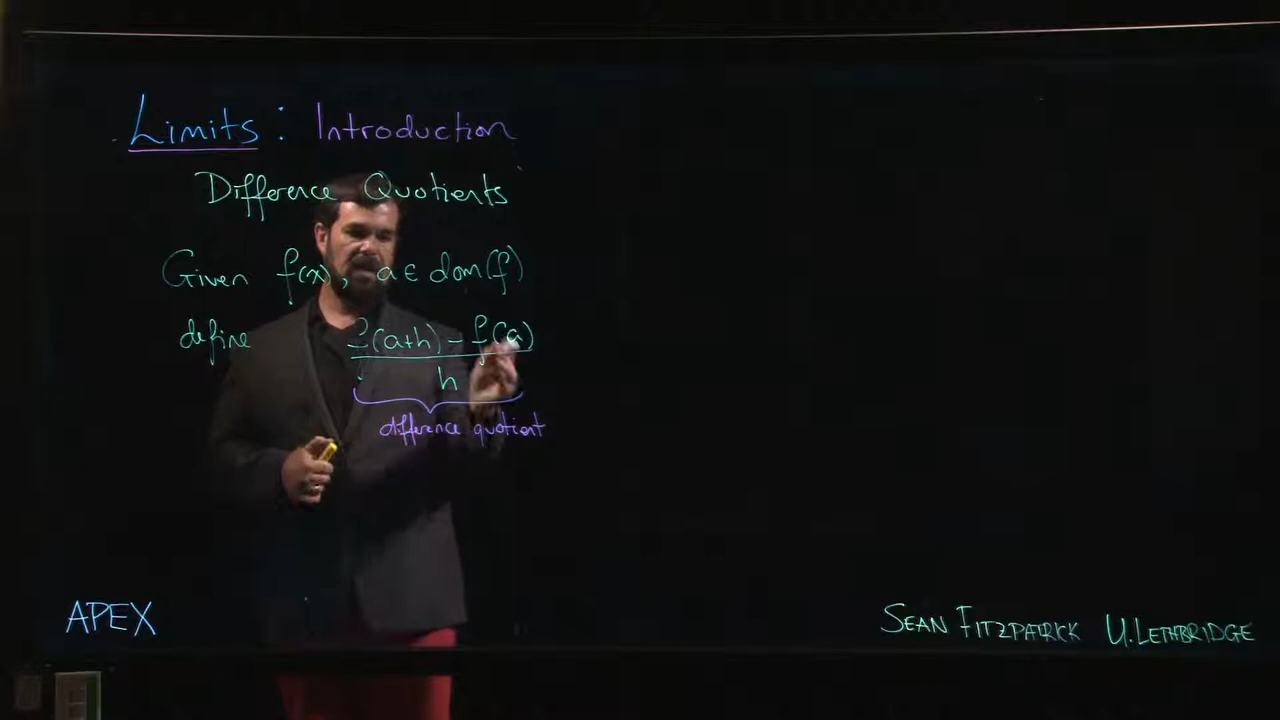 Limits: Introduction
Difference Quotients
Given f(x), a ∈ dom(f)
define f(a+h) - f(a)
h
difference quotient
APEX
SEAN FITZPATRICK U. LETHBRIDGE